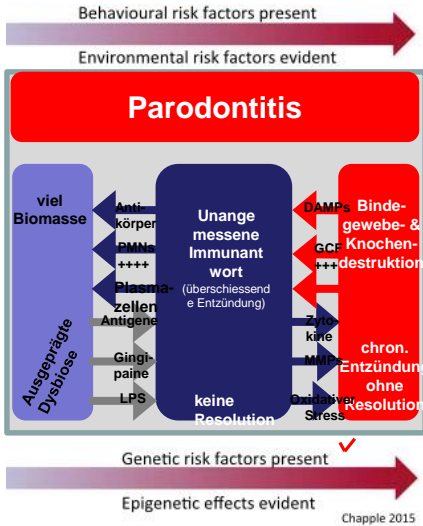 Behavioural risk factors present
Environmental risk factors evident
Parodontitis
viel
Biomasse
Ausgeprägte
Dysbiose
Anti-
körper
PMNs
++++
Plasma-
zellen
Antigene
Gingi-
paine
LPS
Unange
messene
Immunant
wort
(überschiessend
e Entzündung)
keine
Resolution
DAMPs
GCF
+++
Zyto
kine
MMPs
Oxidativer
Stress
Binde-
gewebe- &
Knochen-
destruktion
chron.
Entzündung
ohne
Resolution
Genetic risk factors present
Epigenetic effects evident
Chapple 2015